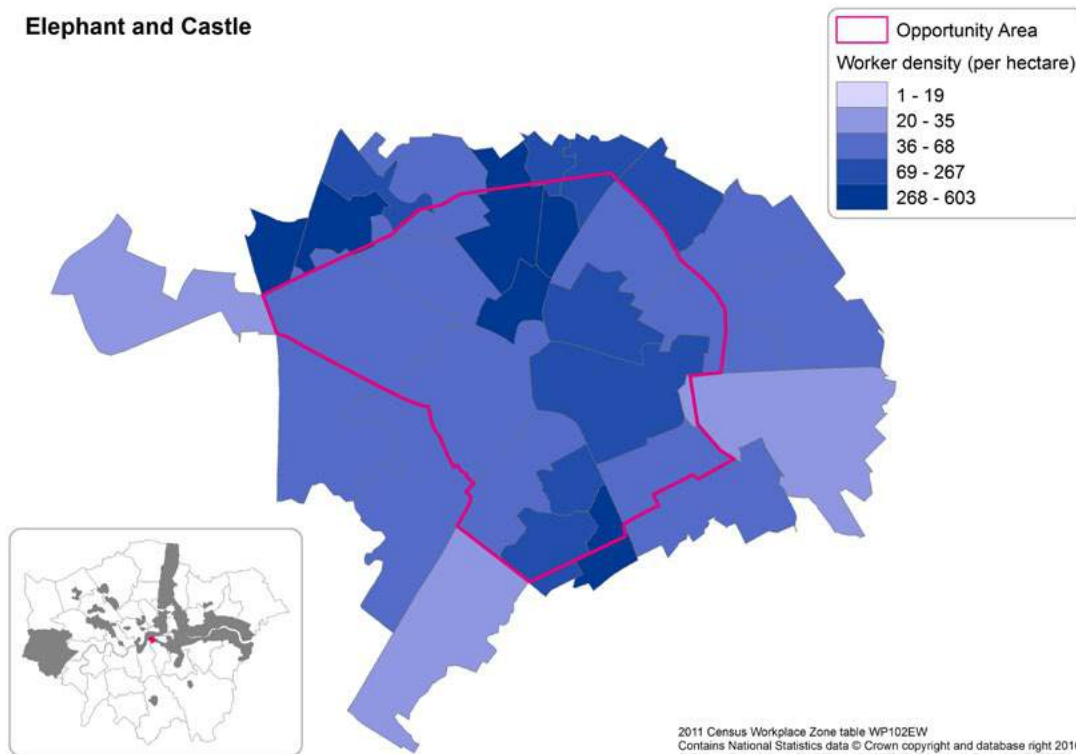 Elephant and Castle
Opportunity Area
Worker density (per hectare)
1 - 19
20 - 35
36 - 68
69 - 267
268 - 603
2011 Census Workplace Zone table WP102EW
Contains National Statistics data © Crown copyright and database right 2016